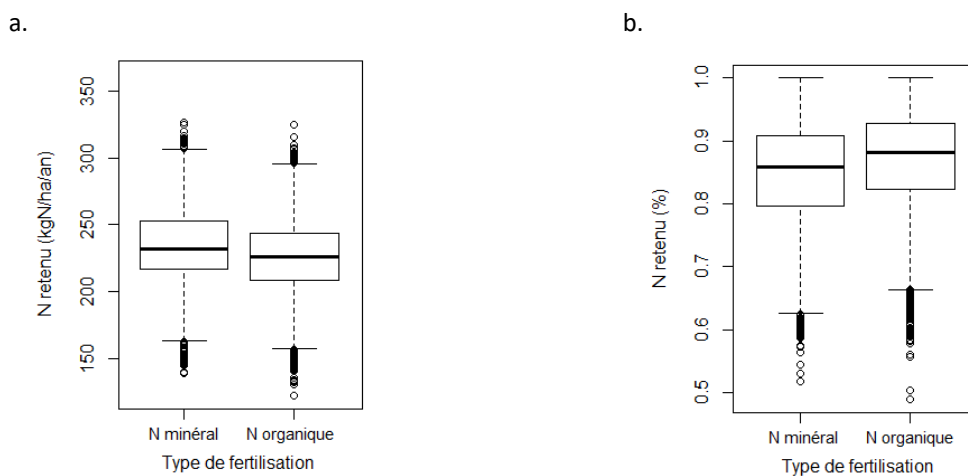 a.
N retenu (kgN/ha/an)
350
300
250
200
150
N minéral
N organique
Type de fertilisation
b.
N retenu (%)
1.0
0.9
0.8
0.7
0.6
0.5
N minéral
N organique
Type de fertilisation